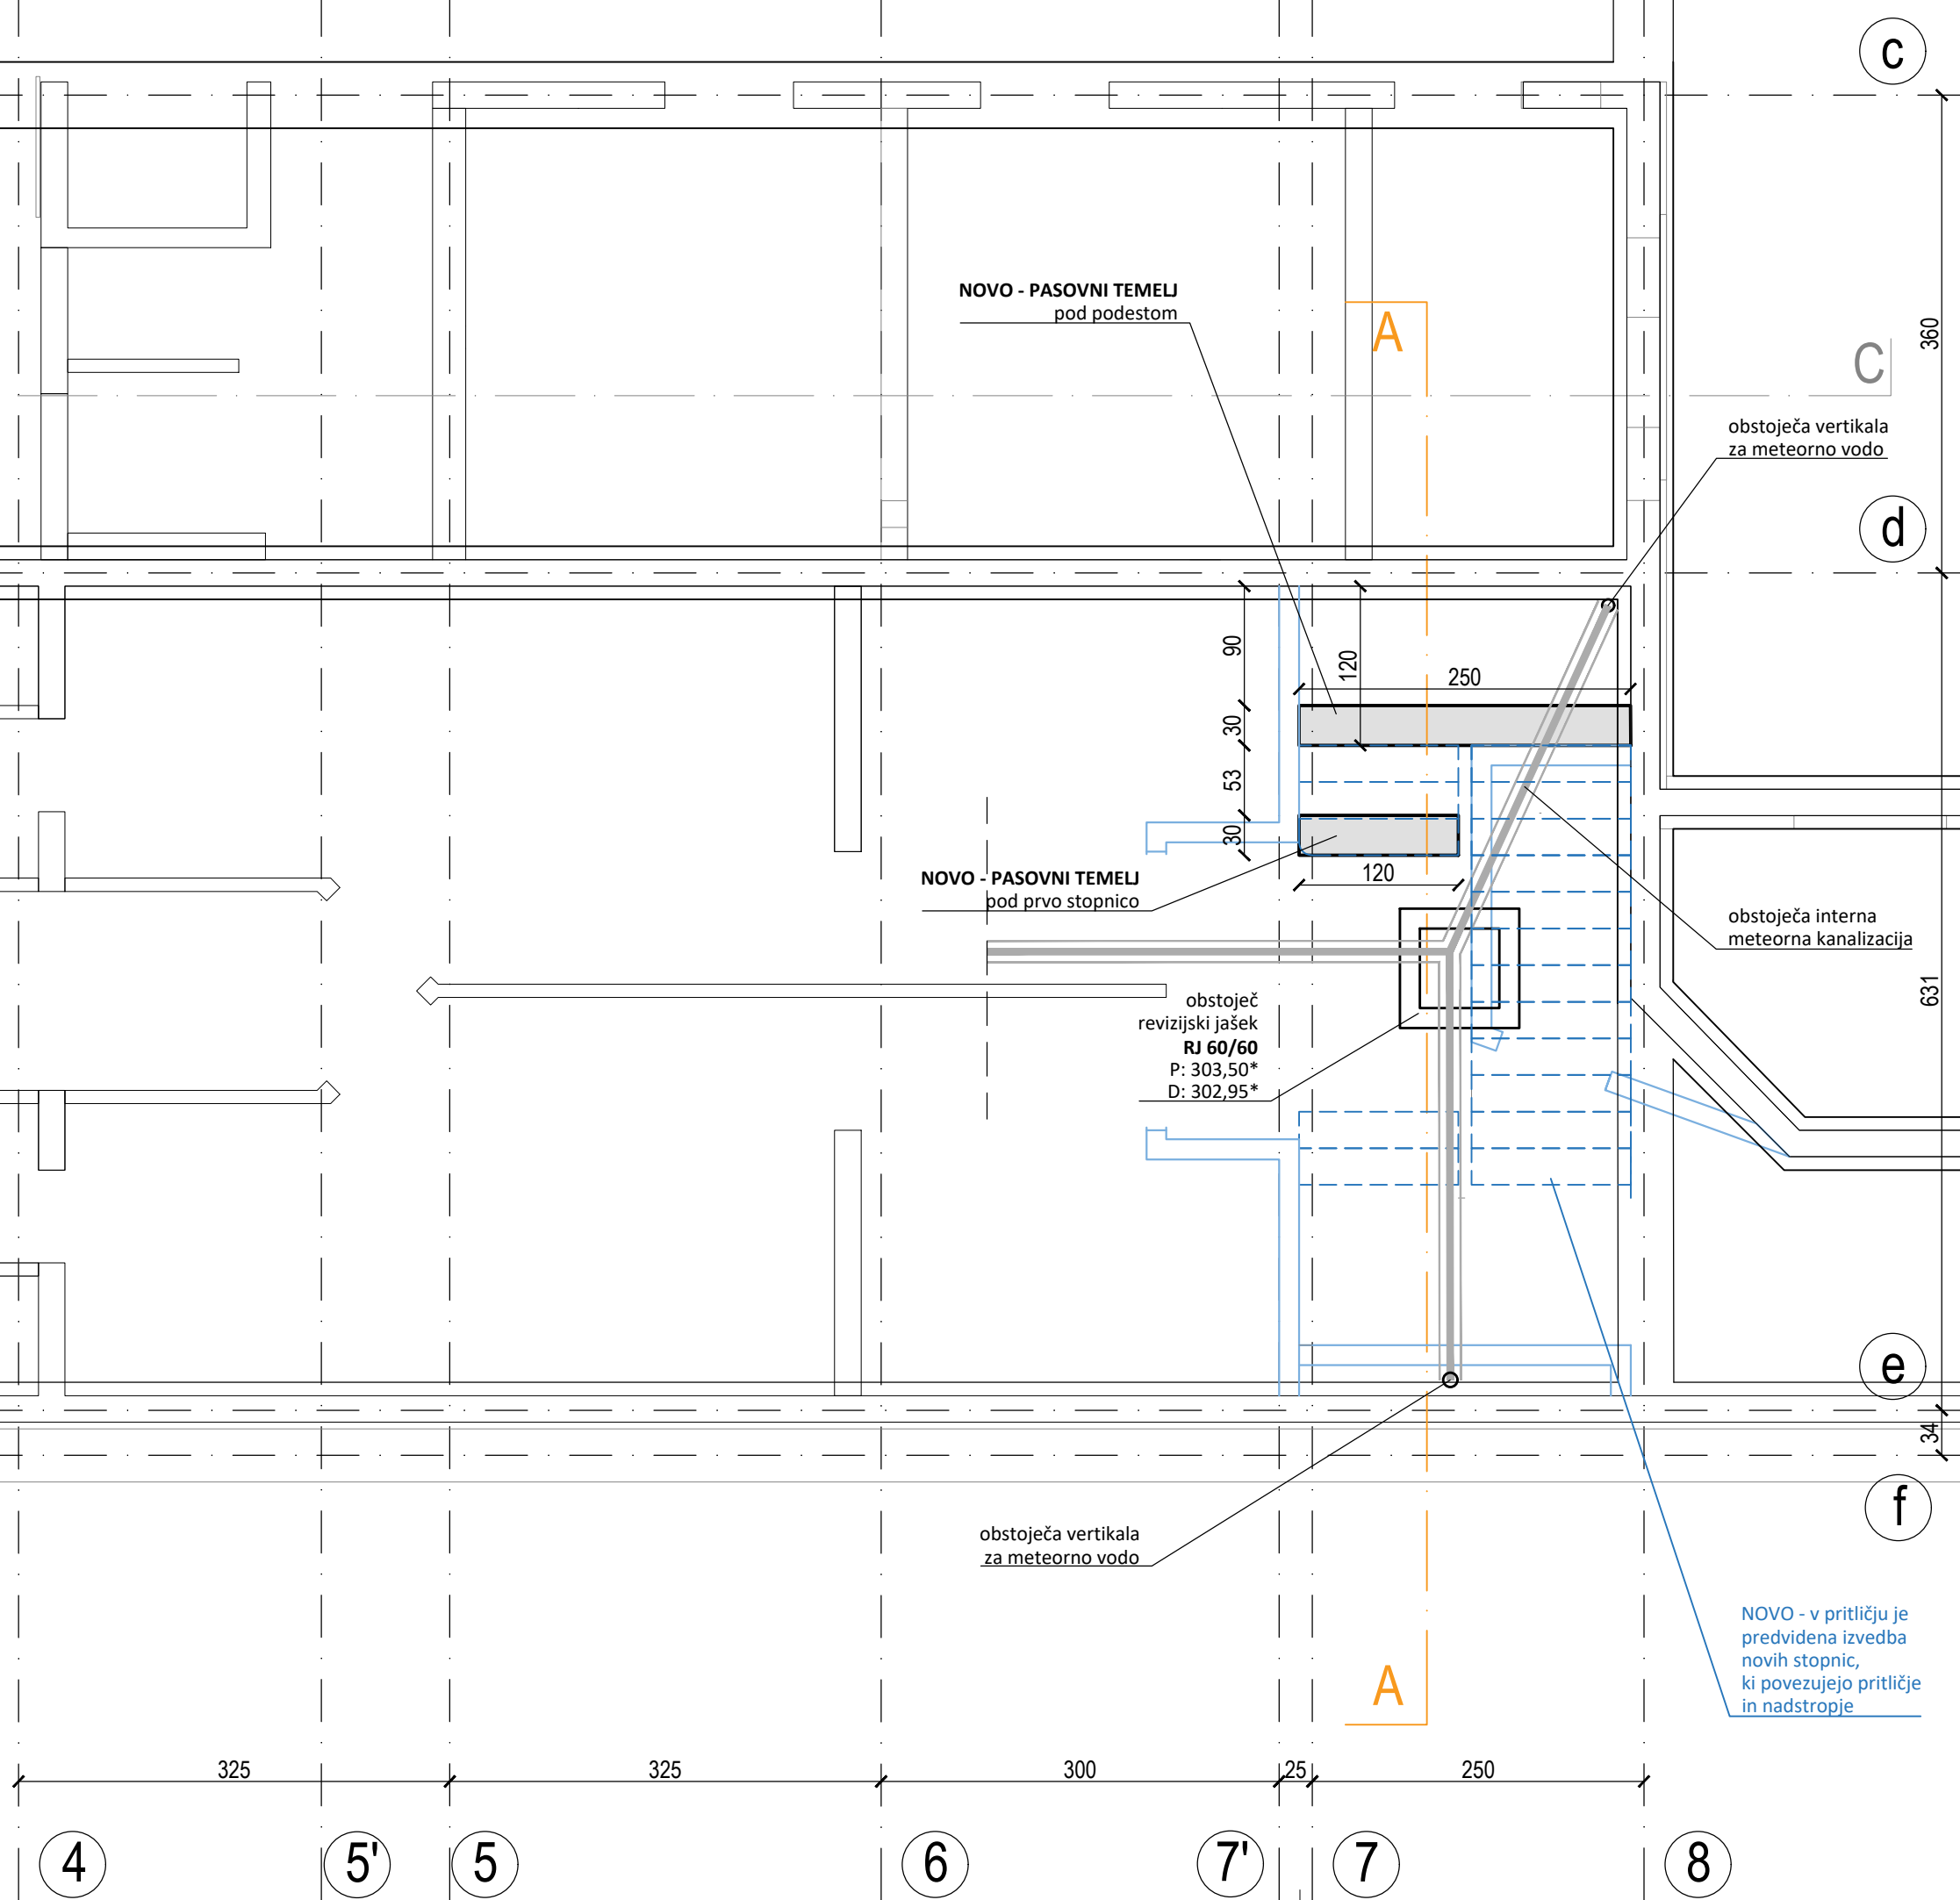 c
NOVO - PASOVNI TEMELJ
pod podestom
A
360
C
obstoječa vertikala
za meteorno vodo
d
90
120
250
30
53
30
120
NOVO - PASOVNI TEMELJ
pod prvo stopnico
obstoječa interna
meteorna kanalizacija
631
obstoječ
revizijski jašek
RJ 60/60
P: 303,50*
D: 302,95*
e
34
f
obstoječa vertikala
za meteorno vodo
NOVO - v pritličju je
predvidena izvedba
novih stopnic,
ki povezujejo pritličje
in nadstropje
A
325
325
300
25
250
4
5'
5
6
7'
7
8